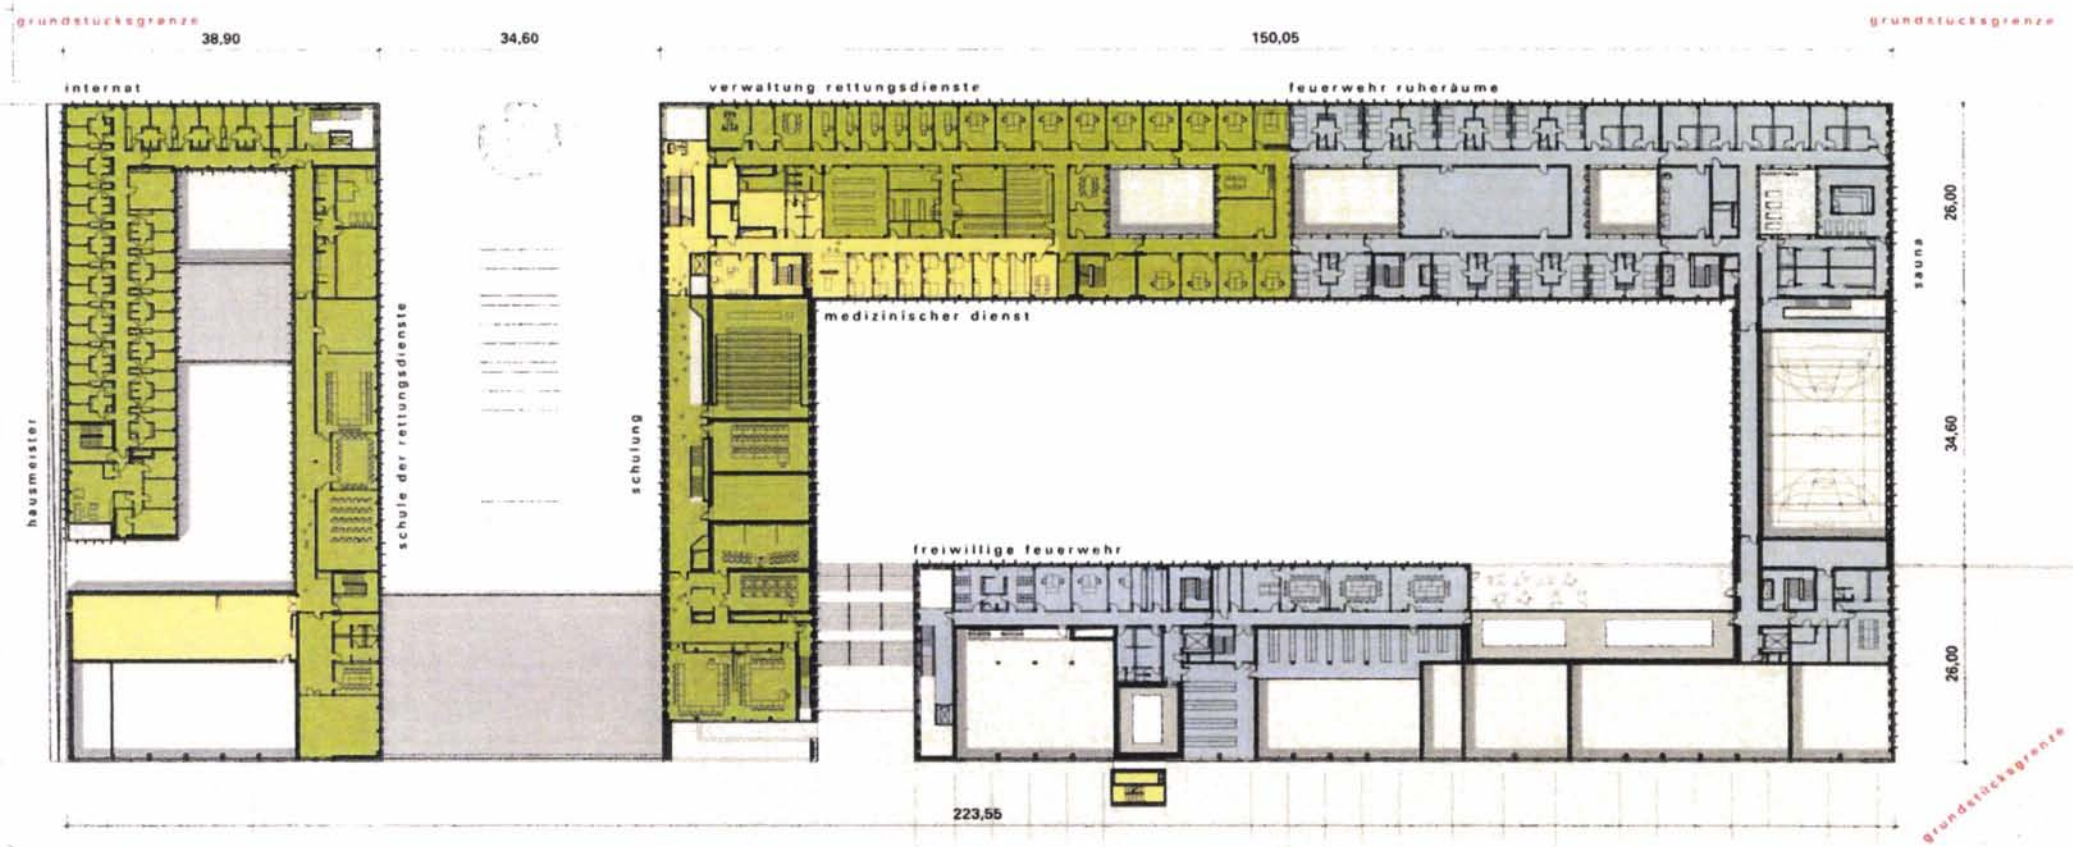 grundstücksgrenze
grundstücksgrenze
38,90
34,60
150,05
internat
verwaltung rettungsdienste
feuerwehr ruheräume
26,00
sauna
medizinischer dienst
schule der rettungsdienste
hausmeister
schulung
34,60
freiwillige feuerwehr
26,00
grundstücksgrenze
223,55